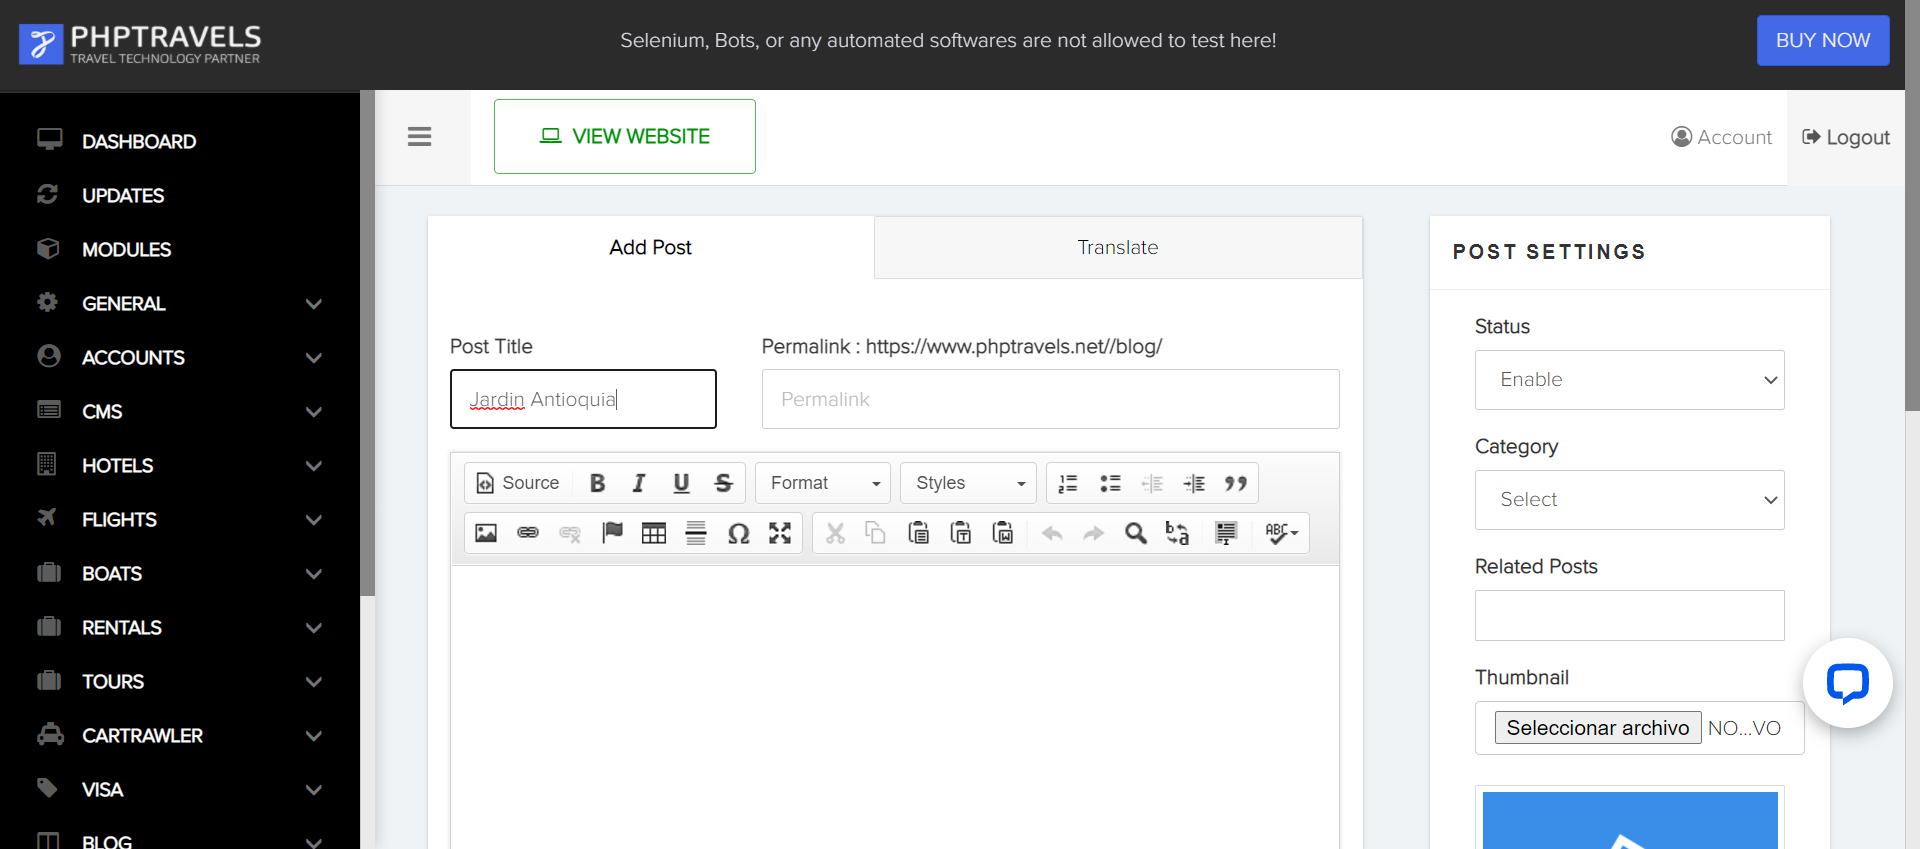 PHPTRAVELS
TRAVEL TECHNOLOGY PARTNER
Selenium, Bots, or any automated softwares are not allowed to test here!
BUY NOW
DASHBOARD
UPDATES
MODULES
GENERAL
ACCOUNTS
CMS
HOTELS
FLIGHTS
BOATS
RENTALS
TOURS
CARTRAWLER
VISA
BLOG
VIEW WEBSITE
Account
Logout
Add Post
Translate
Post Title
Permalink : https://www.phptravels.net//blog/
Jardin Antioquia
Permalink
Source
Format
Styles
POST SETTINGS
Status
Enable
Category
Select
Related Posts
Thumbnail
Seleccionar archivo NO...VO